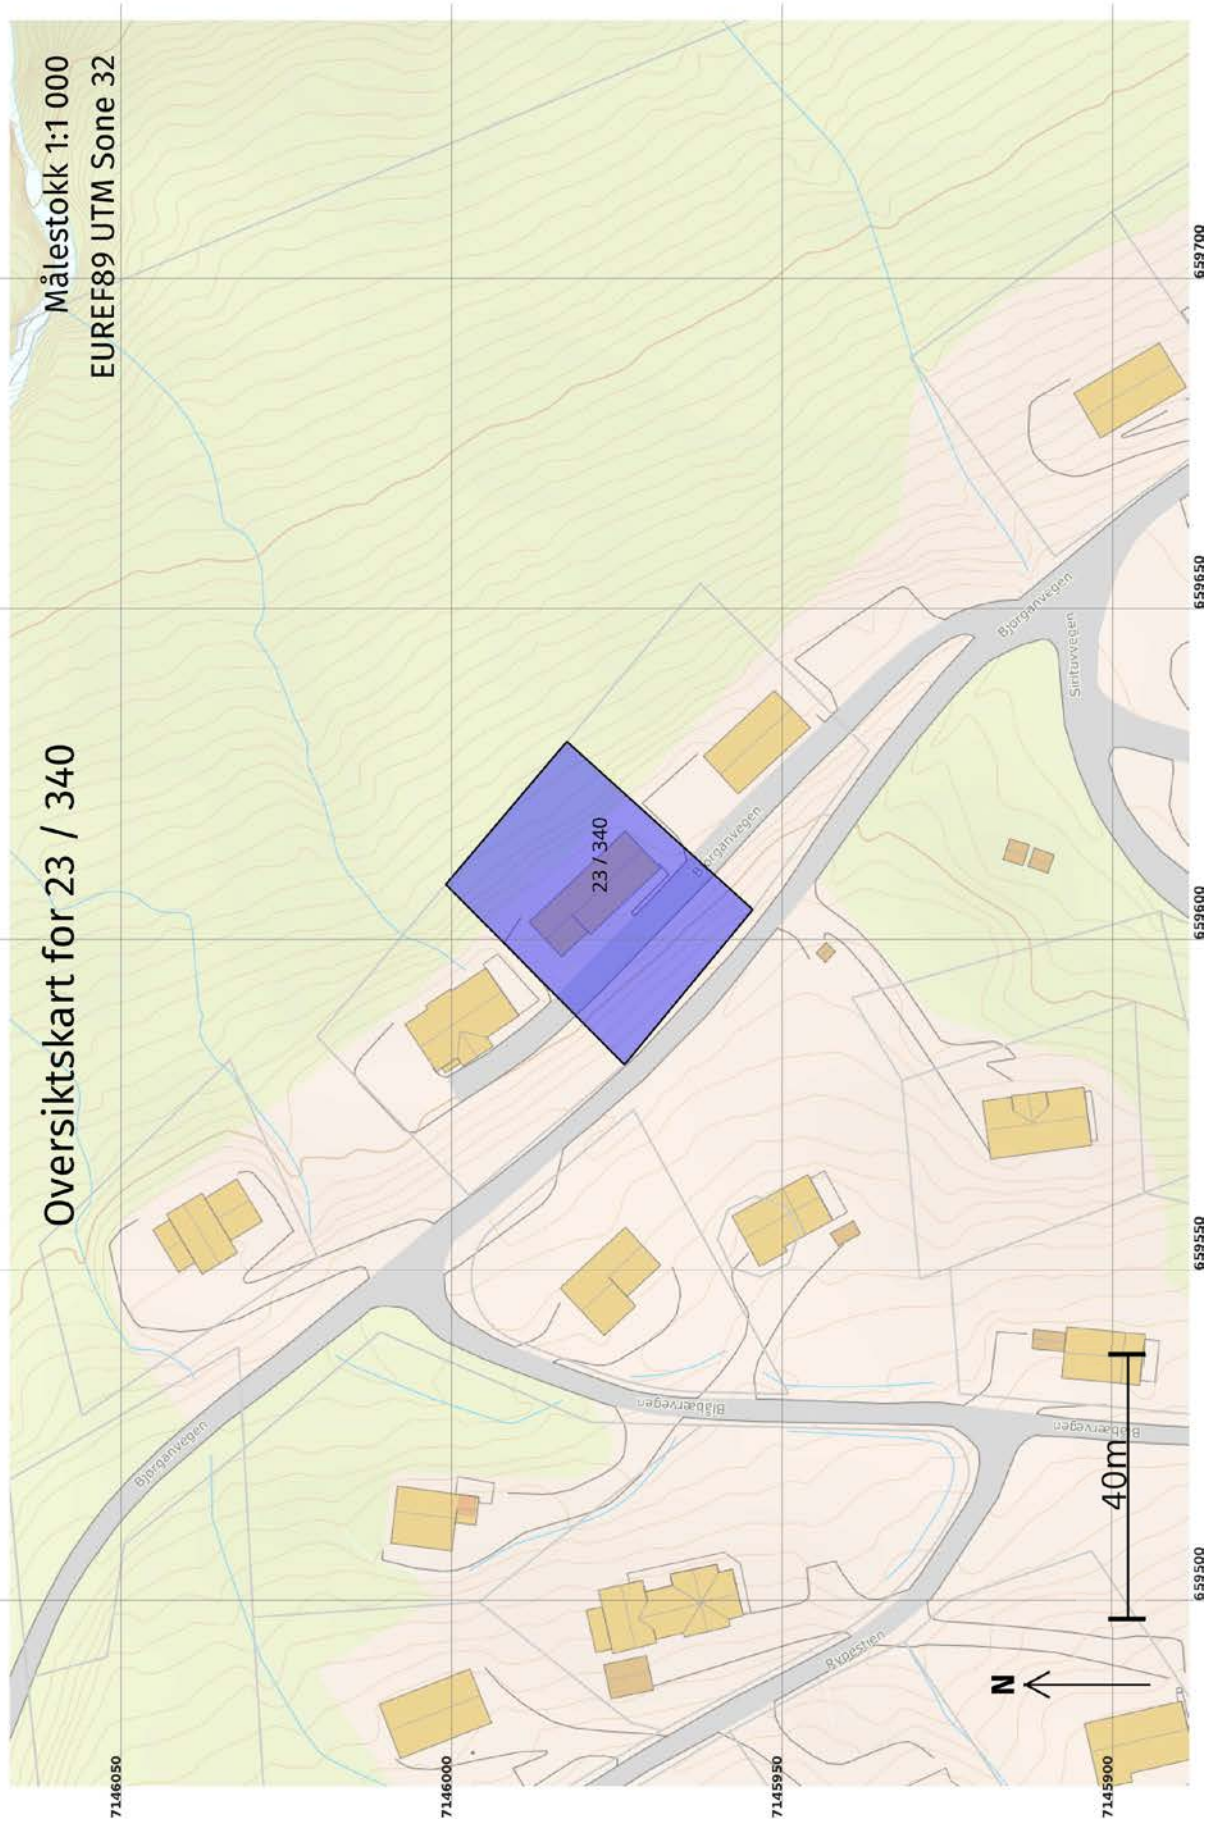 Oversiktskart for 23 / 340
Målestokk 1:1 000
EUREF89 UTM Sone 32
7146050
7146000
7145950
7145900
659500
659550
659600
659650
659700
23 / 340
Bjørganvegen
Bjørganvegen
Bjørganvegen
Sirituvvegen
Blåbærvegen
Blåbærvegen
Rypestien
N
40m